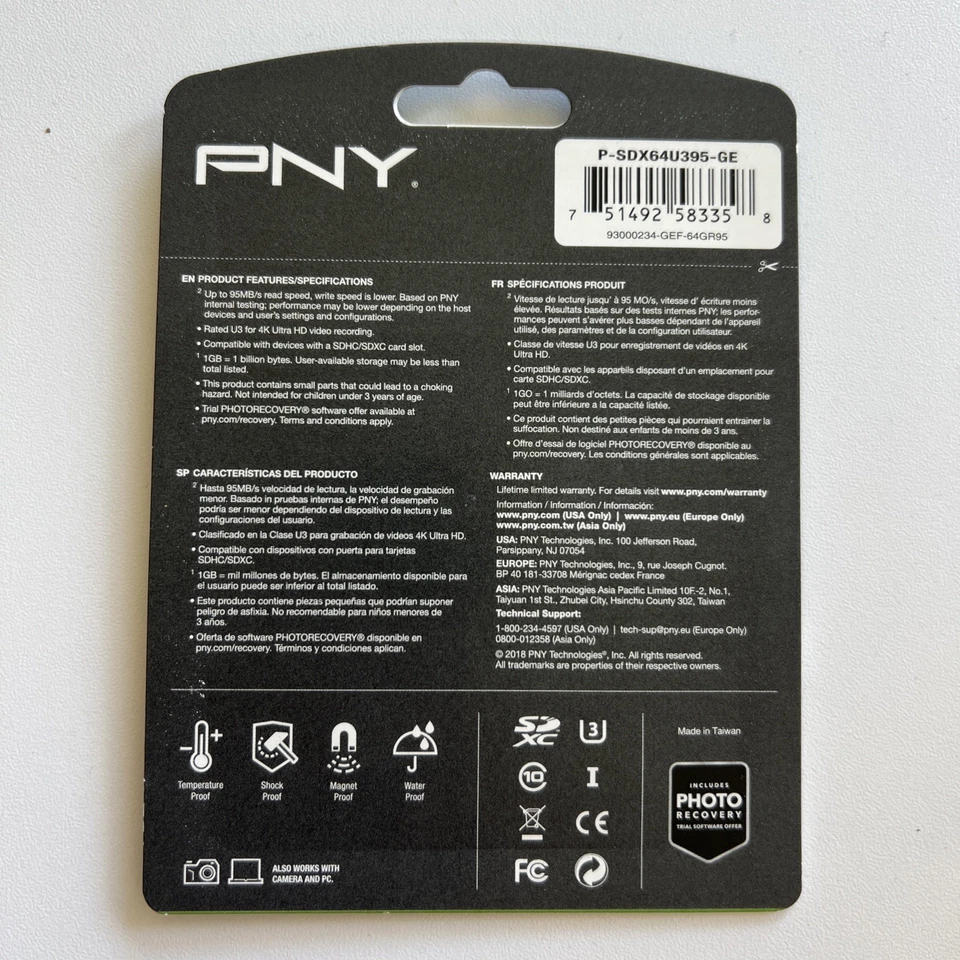 PNY®
P-SDX64U395-GE
7 51492 58335 8
93000234-GEF-64GR95
EN PRODUCT FEATURES/SPECIFICATIONS
2 Up to 95MB/s read speed, write speed is lower. Based on PNY
internal testing; performance may be lower depending on the host
devices and user's settings and configurations.
• Rated U3 for 4K Ultra HD video recording.
• Compatible with devices with a SDHC/SDXC card slot.
1 1GB = 1 billion bytes. User-available storage may be less than
total listed.
• This product contains small parts that could lead to a choking
hazard. Not intended for children under 3 years of age.
• Trial PHOTORECOVERY® software offer available at
pny.com/recovery. Terms and conditions apply.
FR SPÉCIFICATIONS PRODUIT
2 Vitesse de lecture jusqu' à 95 MO/s, vitesse d' écriture moins
élevée. Résultats basés sur des tests internes PNY; les perfor-
mances peuvent s'avérer plus basses dépendant de l'appareil
utilisé, des paramètres et de la configuration utilisateur.
• Classe de vitesse U3 pour enregistrement de vidéos en 4K
Ultra HD.
• Compatible avec les appareils disposant d'un emplacement pour
carte SDHC/SDXC.
1 1GO = 1 milliards d'octets. La capacité de stockage disponible
peut être inférieure a la capacité listée.
• Ce produit contient des petites pièces qui pourraient entrainer la
suffocation. Non destiné aux enfants de moins de 3 ans.
• Offre d'essai de logiciel PHOTORECOVERY® disponible au
pny.com/recovery. Les conditions générales sont applicables.
SP CARACTERÍSTICAS DEL PRODUCTO
2 Hasta 95MB/s velocidad de lectura, la velocidad de grabación
menor. Basado in pruebas internas de PNY; el desempeño
podría ser menor dependiendo del dispositivo de lectura y las
configuraciones del usuario.
• Clasificado en la Clase U3 para grabación de videos 4K Ultra HD.
• Compatible con dispositivos con puerta para tarjetas
SDHC/SDXC.
1 1GB = mil millones de bytes. El almacenamiento disponible para
el usuario puede ser inferior al total listado.
• Este producto contiene piezas pequeñas que podrían suponer
peligro de asfixia. No recomendable para niños menores de
3 años.
• Oferta de software PHOTORECOVERY® disponible en
pny.com/recovery. Términos y condiciones aplican.
WARRANTY
Lifetime limited warranty. For details visit www.pny.com/warranty
Information / Information / Información:
www.pny.com (USA Only) | www.pny.eu (Europe Only)
www.pny.com.tw (Asia Only)
USA: PNY Technologies, Inc. 100 Jefferson Road,
Parsippany, NJ 07054
EUROPE: PNY Technologies, Inc., 9, rue Joseph Cugnot.
BP 40 181-33708 Mérignac cedex France
ASIA: PNY Technologies Asia Pacific Limited 10F.-2, No.1,
Taiyuan 1st St., Zhubei City, Hsinchu County 302, Taiwan
Technical Support:
1-800-234-4597 (USA Only) | tech-sup@pny.eu (Europe Only)
0800-012358 (Asia Only)
© 2018 PNY Technologies®, Inc. All rights reserved.
All trademarks are properties of their respective owners.
Temperature
Proof
Shock
Proof
Magnet
Proof
Water
Proof
ALSO WORKS WITH
CAMERA AND PC.
SD
XC
3
10
I
CE
FC
Made in Taiwan
INCLUDES
PHOTO
RECOVERY
TRIAL SOFTWARE OFFER